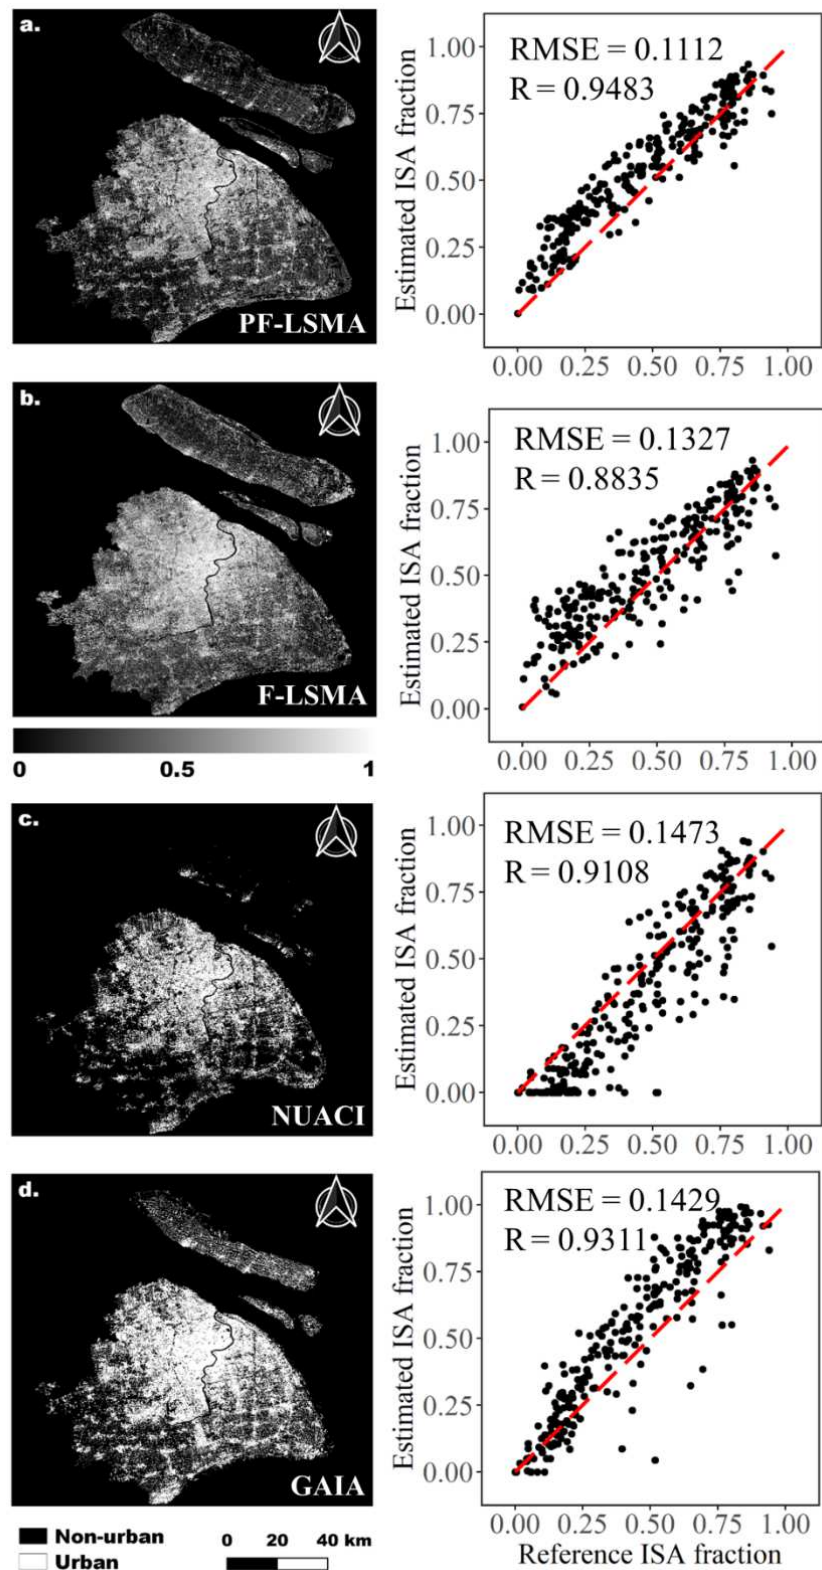 a.
PF-LSMA
Estimated ISA fraction
1.00
0.75
0.50
0.25
0.00
RMSE = 0.1112
R = 0.9483
0.00 0.25 0.50 0.75 1.00
b.
F-LSMA
Estimated ISA fraction
1.00
0.75
0.50
0.25
0.00
RMSE = 0.1327
R = 0.8835
0.00 0.25 0.50 0.75 1.00
0 0.5 1
c.
NUACI
Estimated ISA fraction
1.00
0.75
0.50
0.25
0.00
RMSE = 0.1473
R = 0.9108
0.00 0.25 0.50 0.75 1.00
d.
GAIA
Estimated ISA fraction
1.00
0.75
0.50
0.25
0.00
RMSE = 0.1429
R = 0.9311
0.00 0.25 0.50 0.75 1.00
Reference ISA fraction
Non-urban
Urban
0 20 40 km